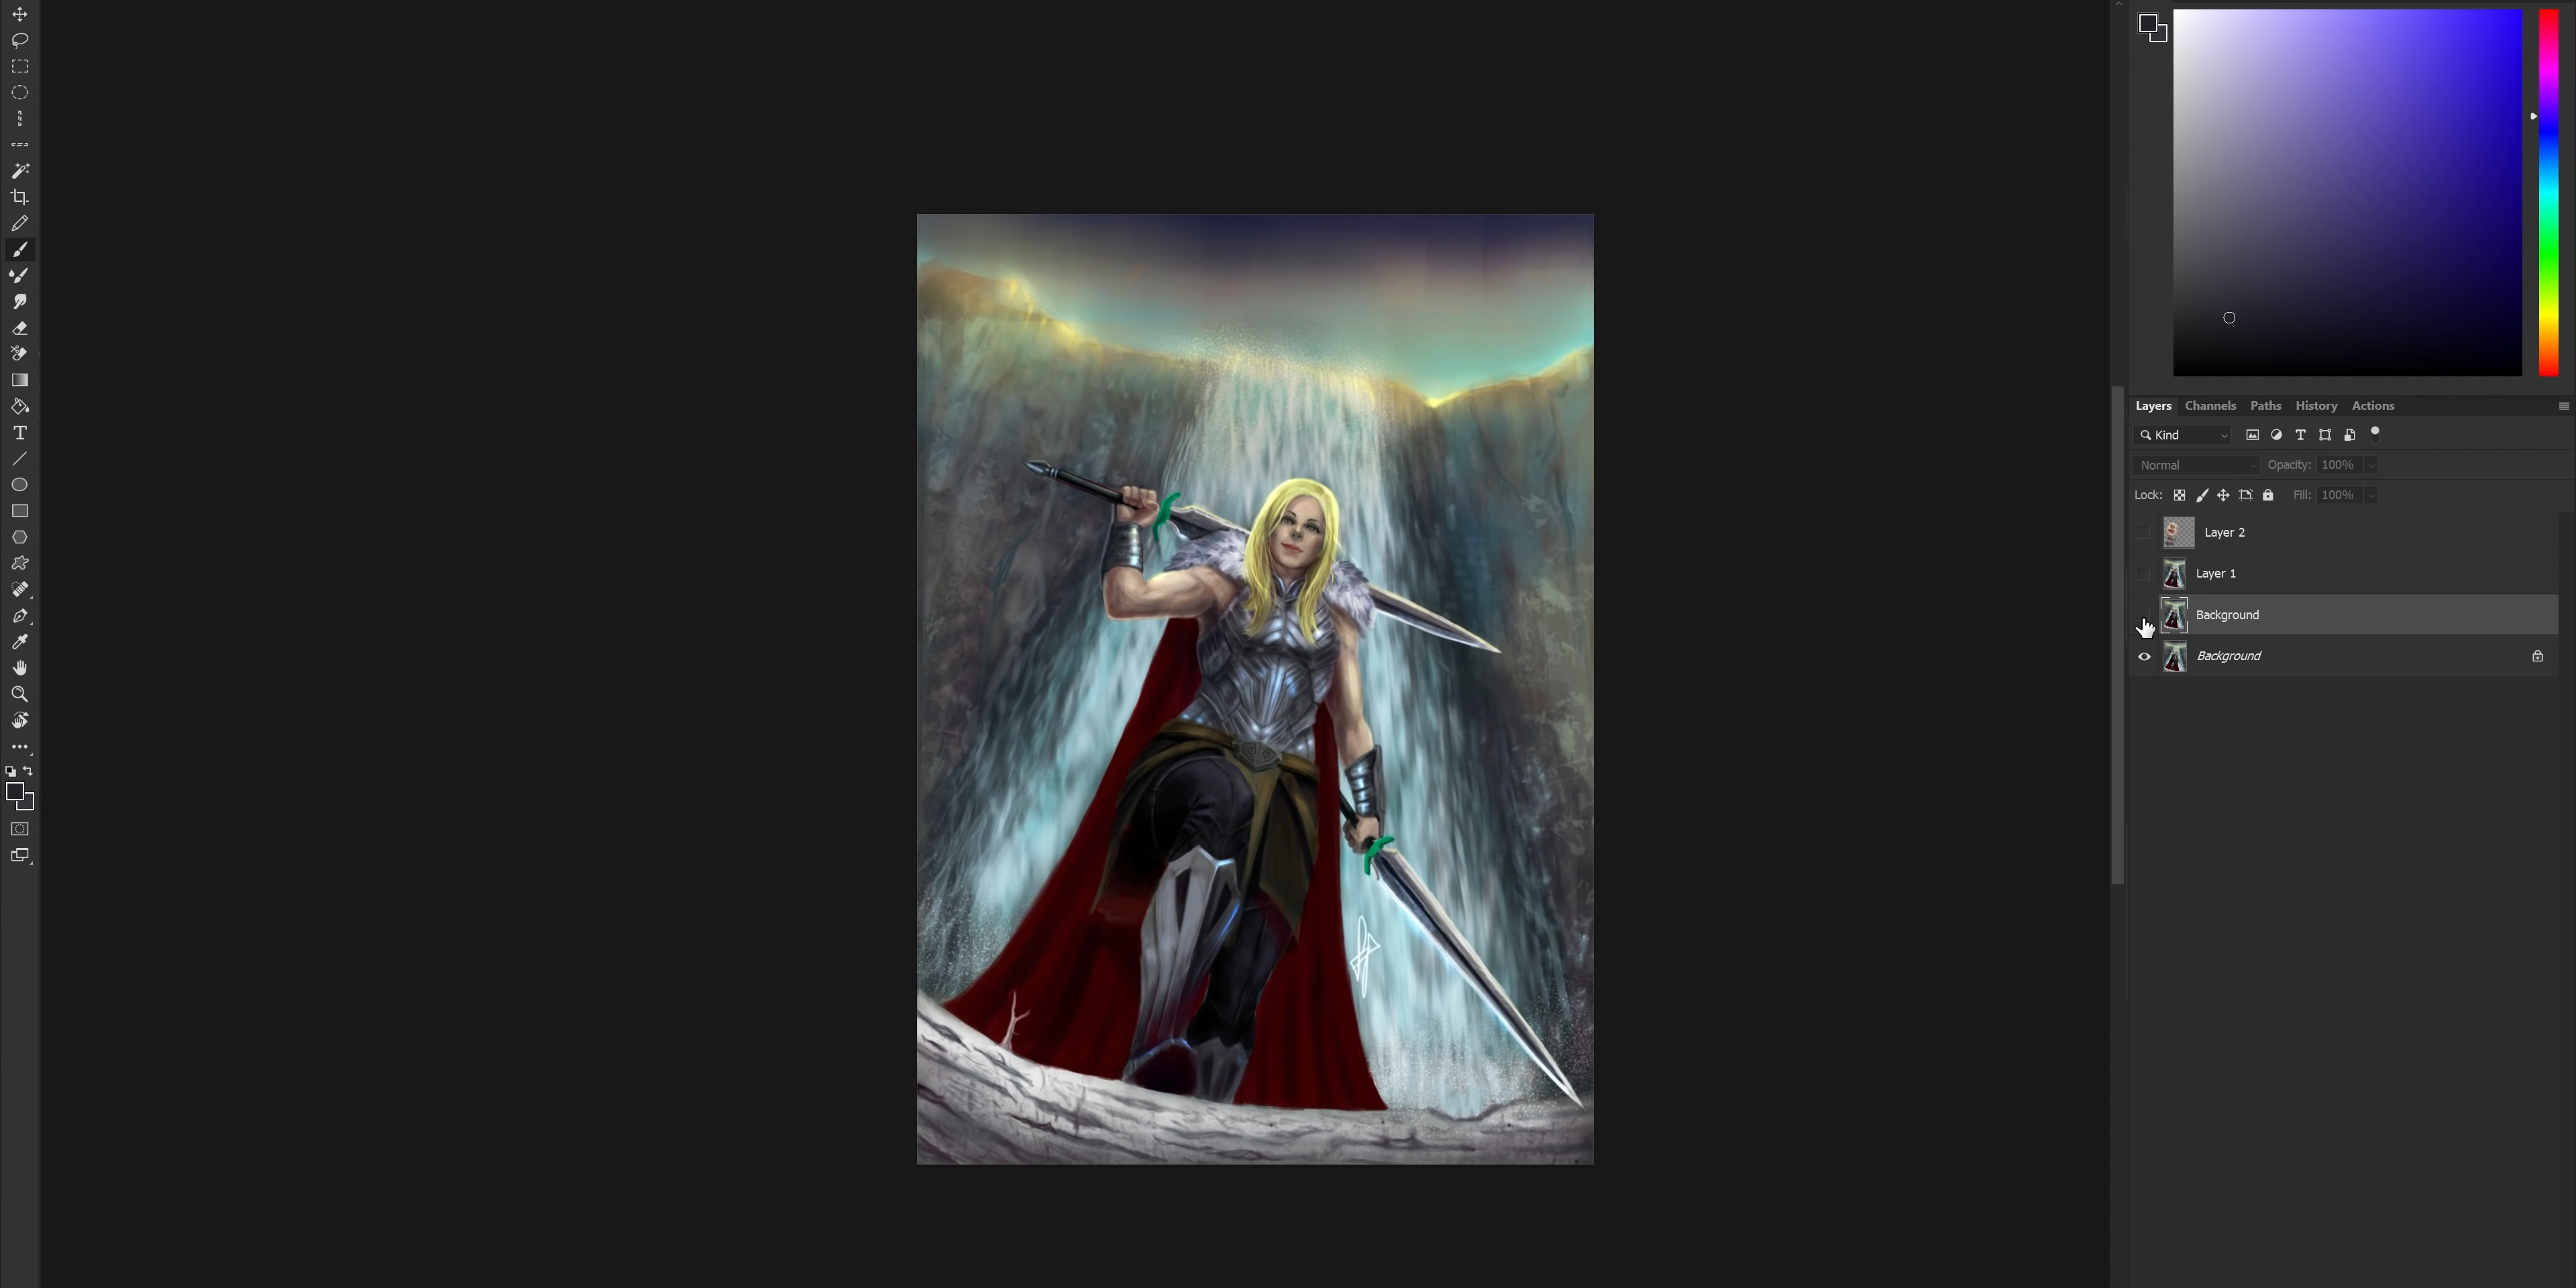 Layers Channels Paths History Actions
Kind
Normal Opacity: 100%
Lock: Fill: 100%
Layer 2
Layer 1
Background
Background